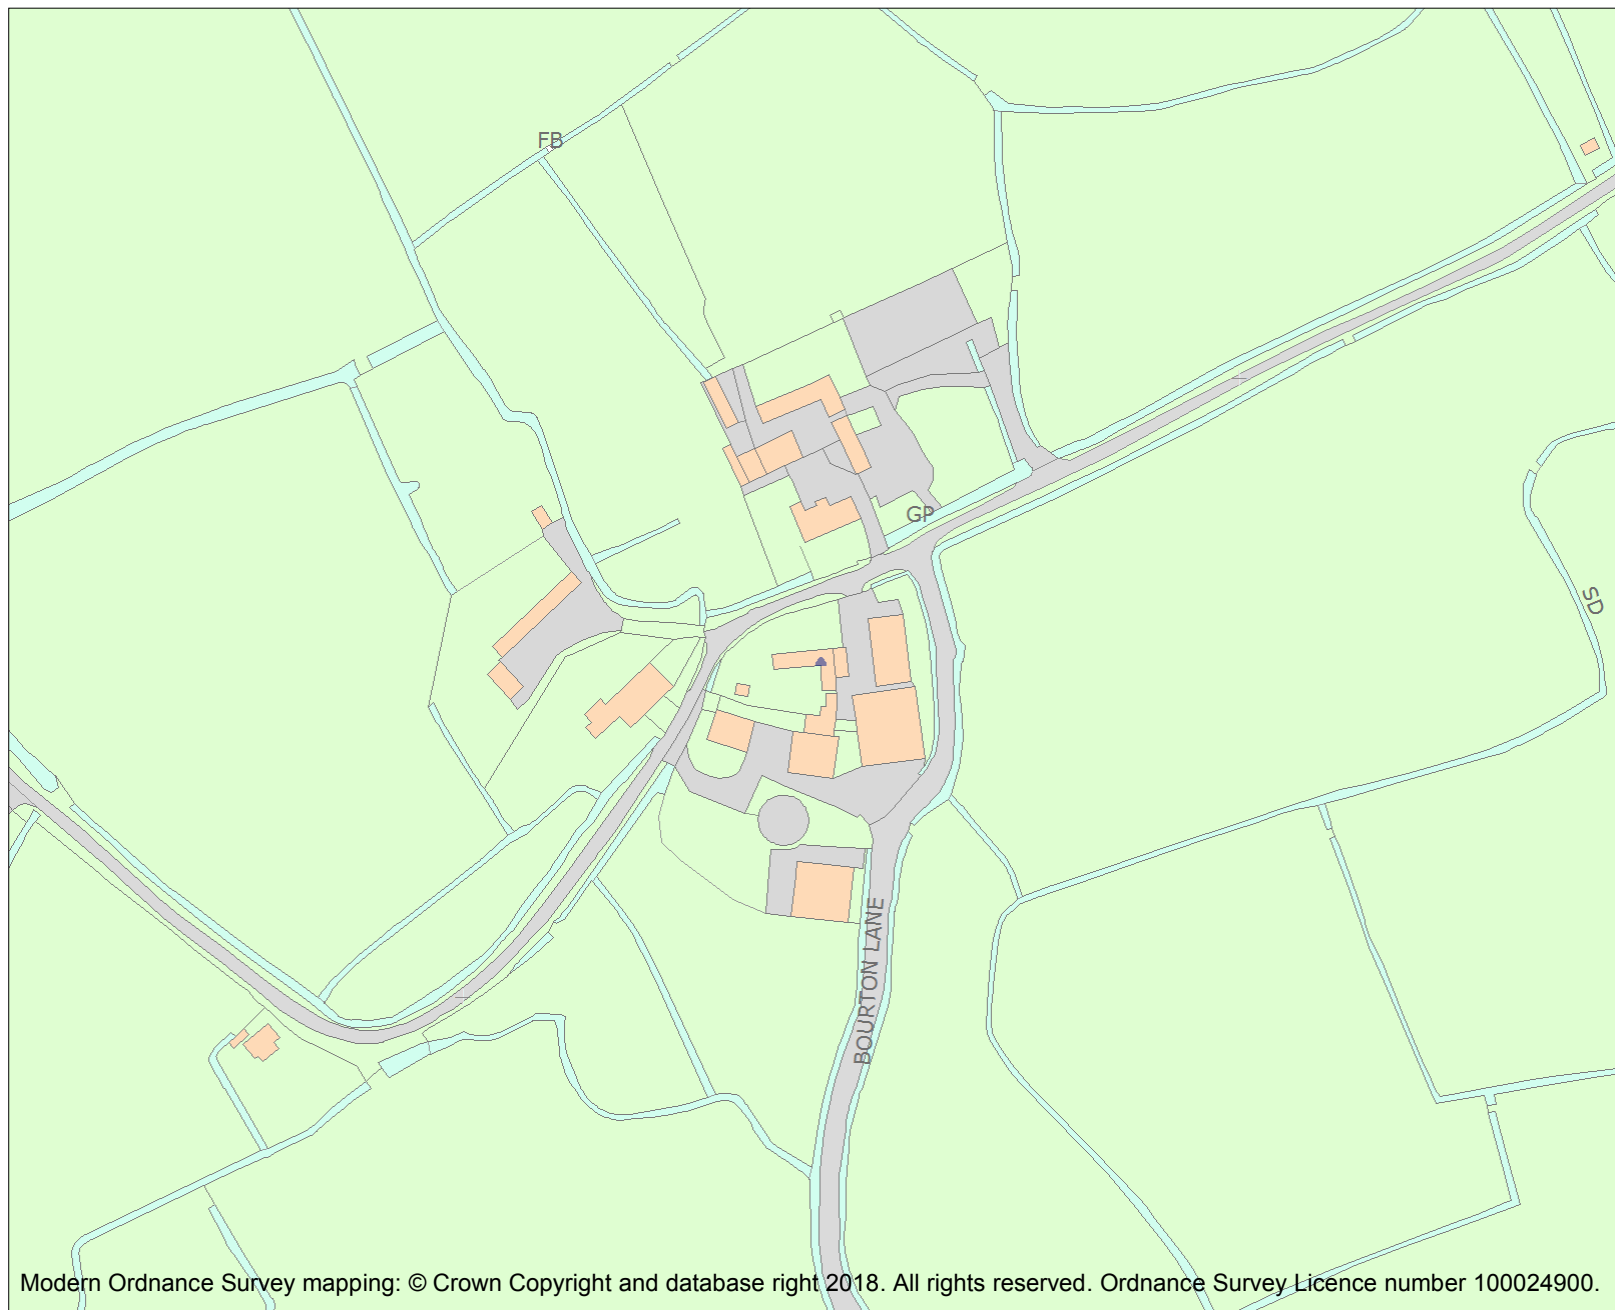 FB
GP
SD
BOURTON LANE
Modern Ordnance Survey mapping: © Crown Copyright and database right 2018. All rights reserved. Ordnance Survey Licence number 100024900.